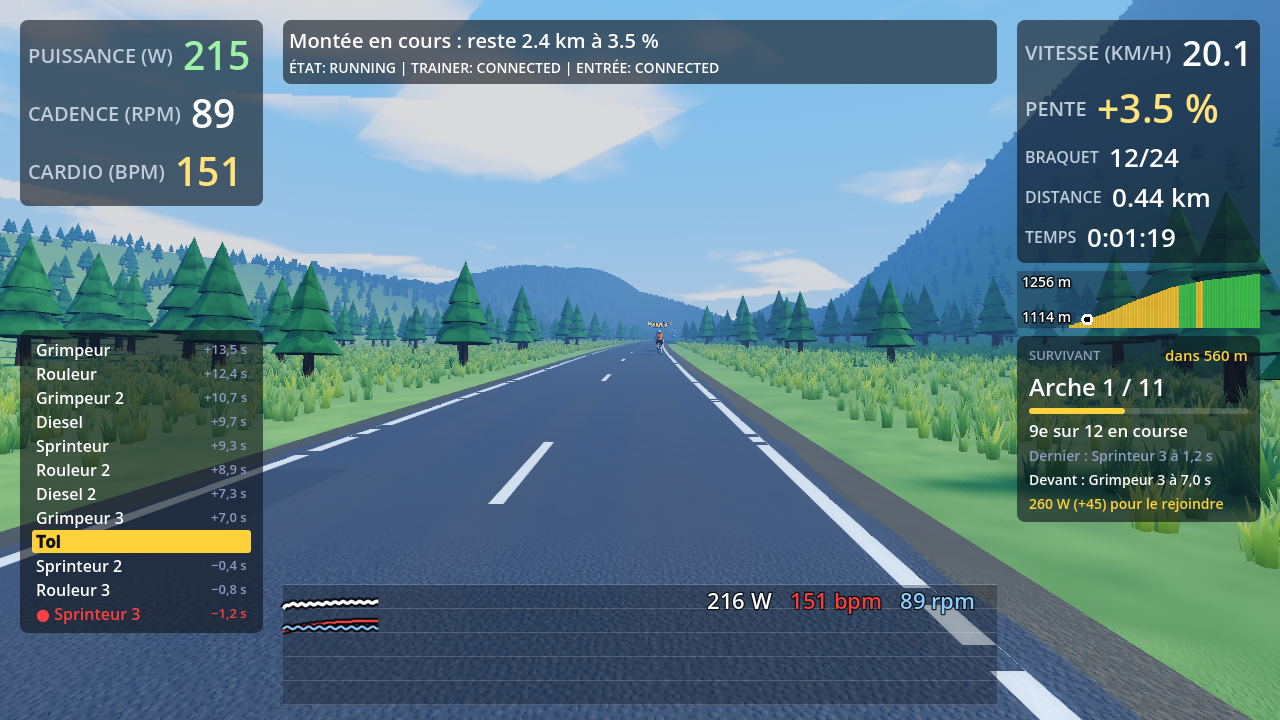 PUISSANCE (W) 215
CADENCE (RPM) 89
CARDIO (BPM) 151
Montée en cours : reste 2.4 km à 3.5 %
ÉTAT: RUNNING | TRAINER: CONNECTED | ENTRÉE: CONNECTED
VITESSE (KM/H) 20.1
PENTE +3.5 %
BRAQUET 12/24
DISTANCE 0.44 km
TEMPS 0:01:19
1256 m
1114 m
SURVIVANT dans 560 m
Arche 1 / 11
9e sur 12 en course
Dernier : Sprinteur 3 à 1,2 s
Devant : Grimpeur 3 à 7,0 s
260 W (+45) pour le rejoindre
Grimpeur +13,5 s
Rouleur +12,4 s
Grimpeur 2 +10,7 s
Diesel +9,7 s
Sprinteur +9,3 s
Rouleur 2 +8,9 s
Diesel 2 +7,3 s
Grimpeur 3 +7,0 s
Toi
Sprinteur 2 −0,4 s
Rouleur 3 −0,8 s
Sprinteur 3 −1,2 s
216 W 151 bpm 89 rpm